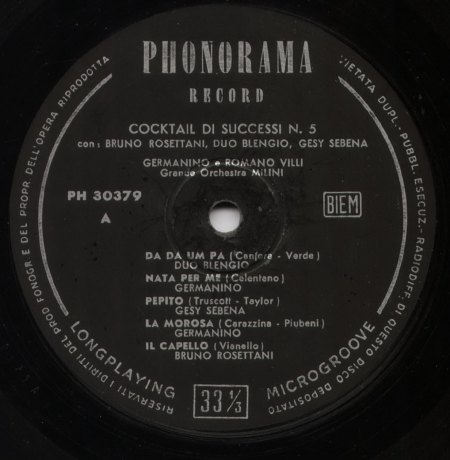 PHONORAMA
RECORD
COCKTAIL DI SUCCESSI N. 5
con: BRUNO ROSETTANI, DUO BLENGIO, GESY SEBENA
GERMANINO e ROMANO VILLI
Grande Orchestra MILINI
PH 30379
A
BIEM
DA DA UM PA (Canfora - Verde)
DUO BLENGIO
NATA PER ME (Celentano)
GERMANINO
PEPITO (Truscott - Taylor)
GESY SEBENA
LA MOROSA (Carazzina - Piubeni)
GERMANINO
IL CAPELLO (Vianello)
BRUNO ROSETTANI
LONGPLAYING
33 1/3
MICROGROOVE
RISERVATI I DIRITTI DEL PROD FONOGR E DEL PROPR. DELL'OPERA RIPRODOTTA
VIETATA DUPL. - PUBBL. ESECUZ. - RADIODIFF. DI QUESTO DISCO DEPOSITATO